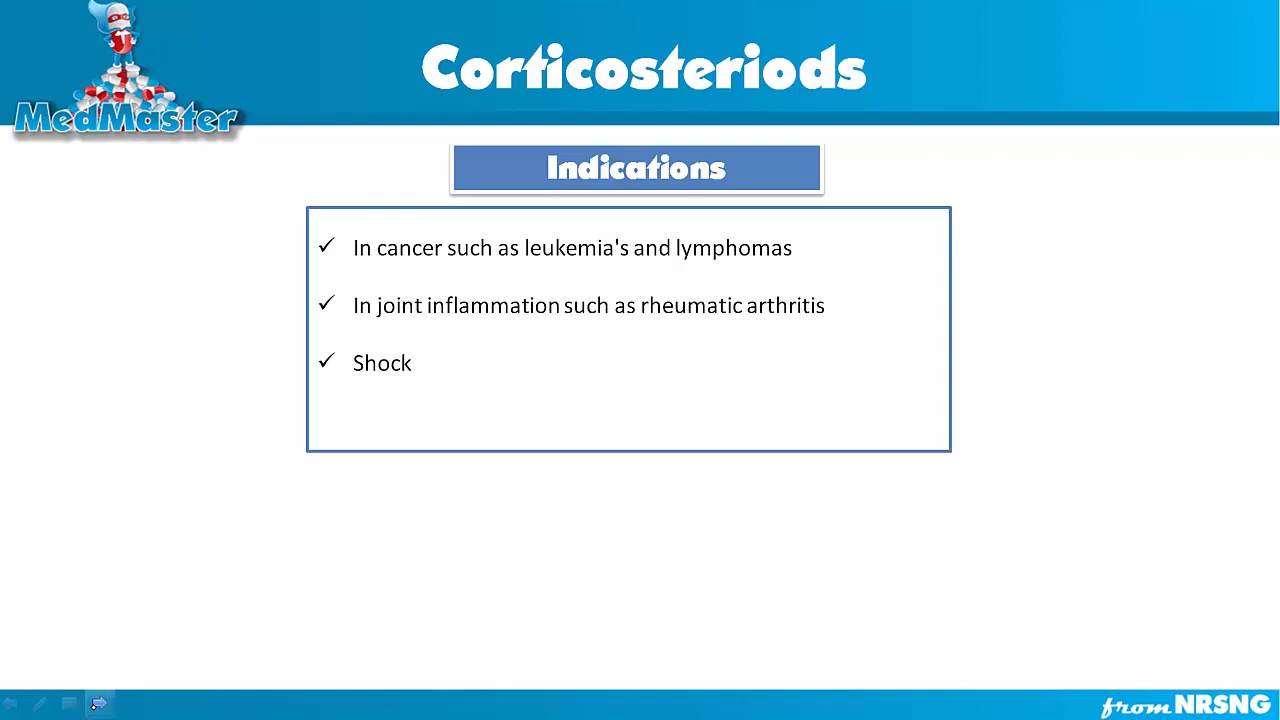 MedMaster
Corticosteriods
Indications
✓ In cancer such as leukemia's and lymphomas
✓ In joint inflammation such as rheumatic arthritis
✓ Shock
from NRSNG